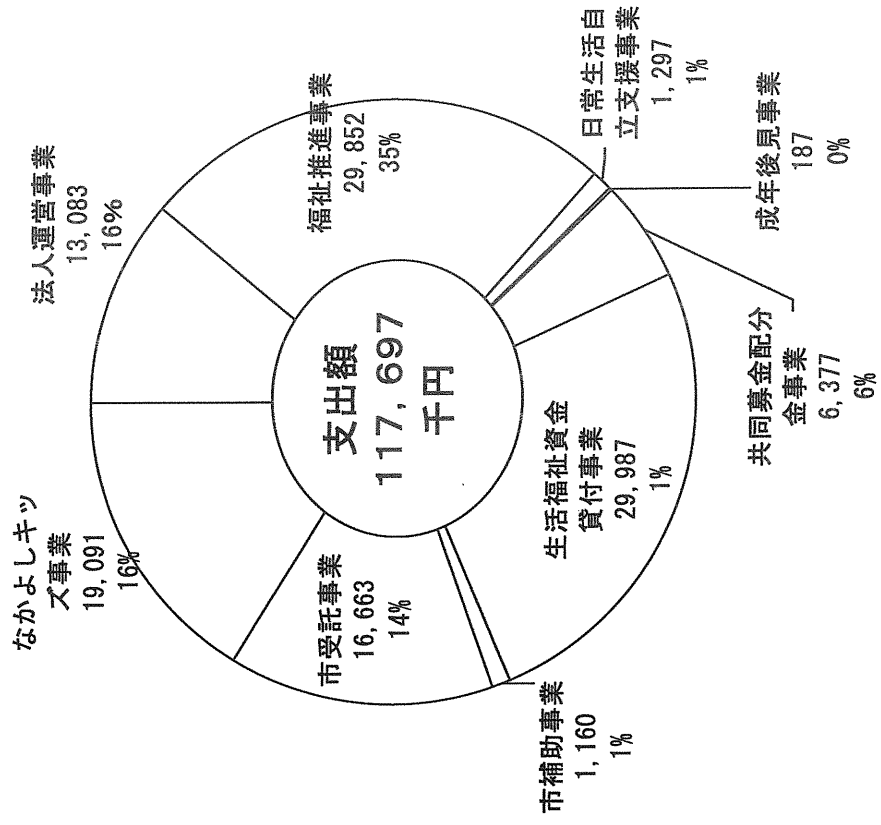 支出額
117,697
千円
法人運営事業
13,083
16%
福祉推進事業
29,852
35%
日常生活自
立支援事業
1,297
1%
成年後見事業
187
0%
共同募金配分
金事業
6,377
6%
生活福祉資金
貸付事業
29,987
1%
市補助事業
1,160
1%
市受託事業
16,663
14%
なかよしキッ
ズ事業
19,091
16%